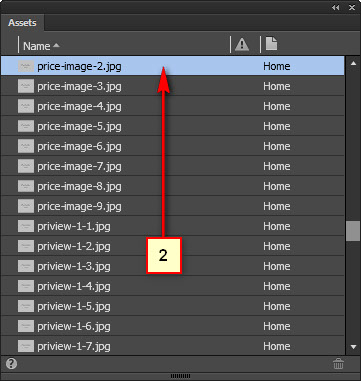 Assets
Name
price-image-2.jpg Home
price-image-3.jpg Home
price-image-4.jpg Home
price-image-5.jpg Home
price-image-6.jpg Home
price-image-7.jpg Home
price-image-8.jpg Home
price-image-9.jpg Home
priview-1-1.jpg Home
priview-1-2.jpg Home
2
priview-1-3.jpg Home
priview-1-4.jpg Home
priview-1-5.jpg Home
priview-1-6.jpg Home
priview-1-7.jpg Home